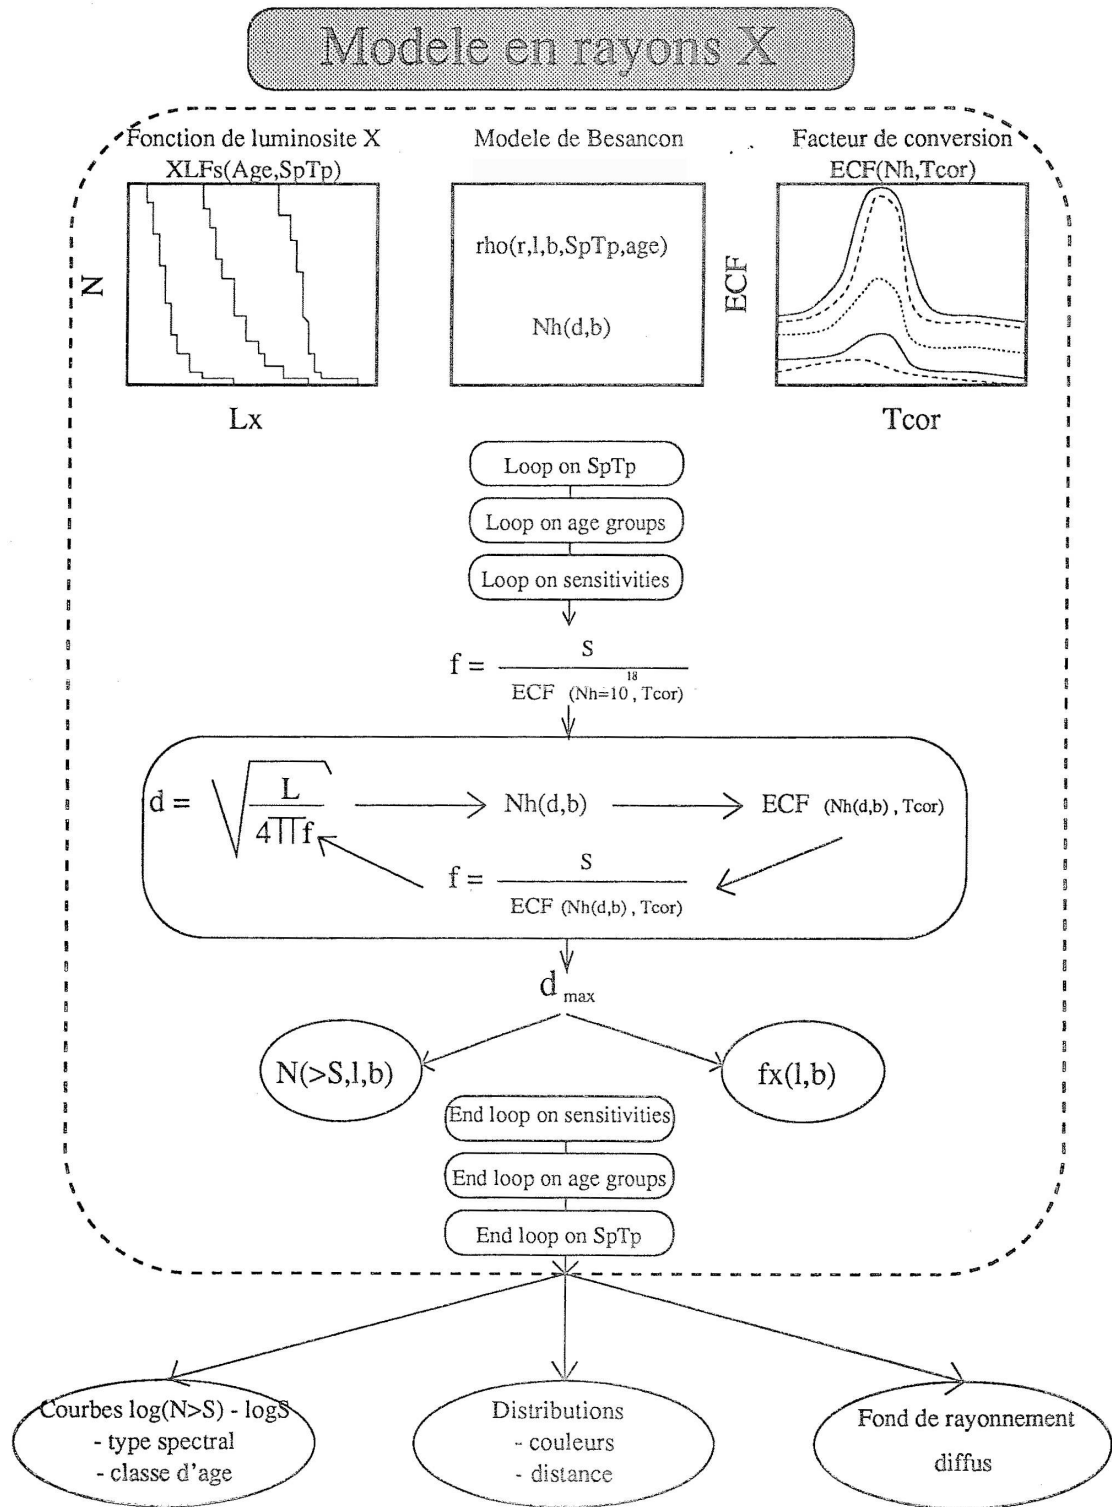 Modele en rayons X
Fonction de luminosite X
XLFs(Age,SpTp)
N
Lx
Modele de Besancon
rho(r,l,b,SpTp,age)
Nh(d,b)
Facteur de conversion
ECF(Nh,Tcor)
ECF
Tcor
Loop on SpTp
Loop on age groups
Loop on sensitivities
f = S / ECF (Nh=10^18, Tcor)
d = √(L / 4∏f)
Nh(d,b)
ECF (Nh(d,b) , Tcor)
f = S / ECF (Nh(d,b) , Tcor)
d max
N(>S,l,b)
fx(l,b)
End loop on sensitivities
End loop on age groups
End loop on SpTp
Courbes log(N>S) - logS
- type spectral
- classe d'age
Distributions
- couleurs
- distance
Fond de rayonnement
diffus